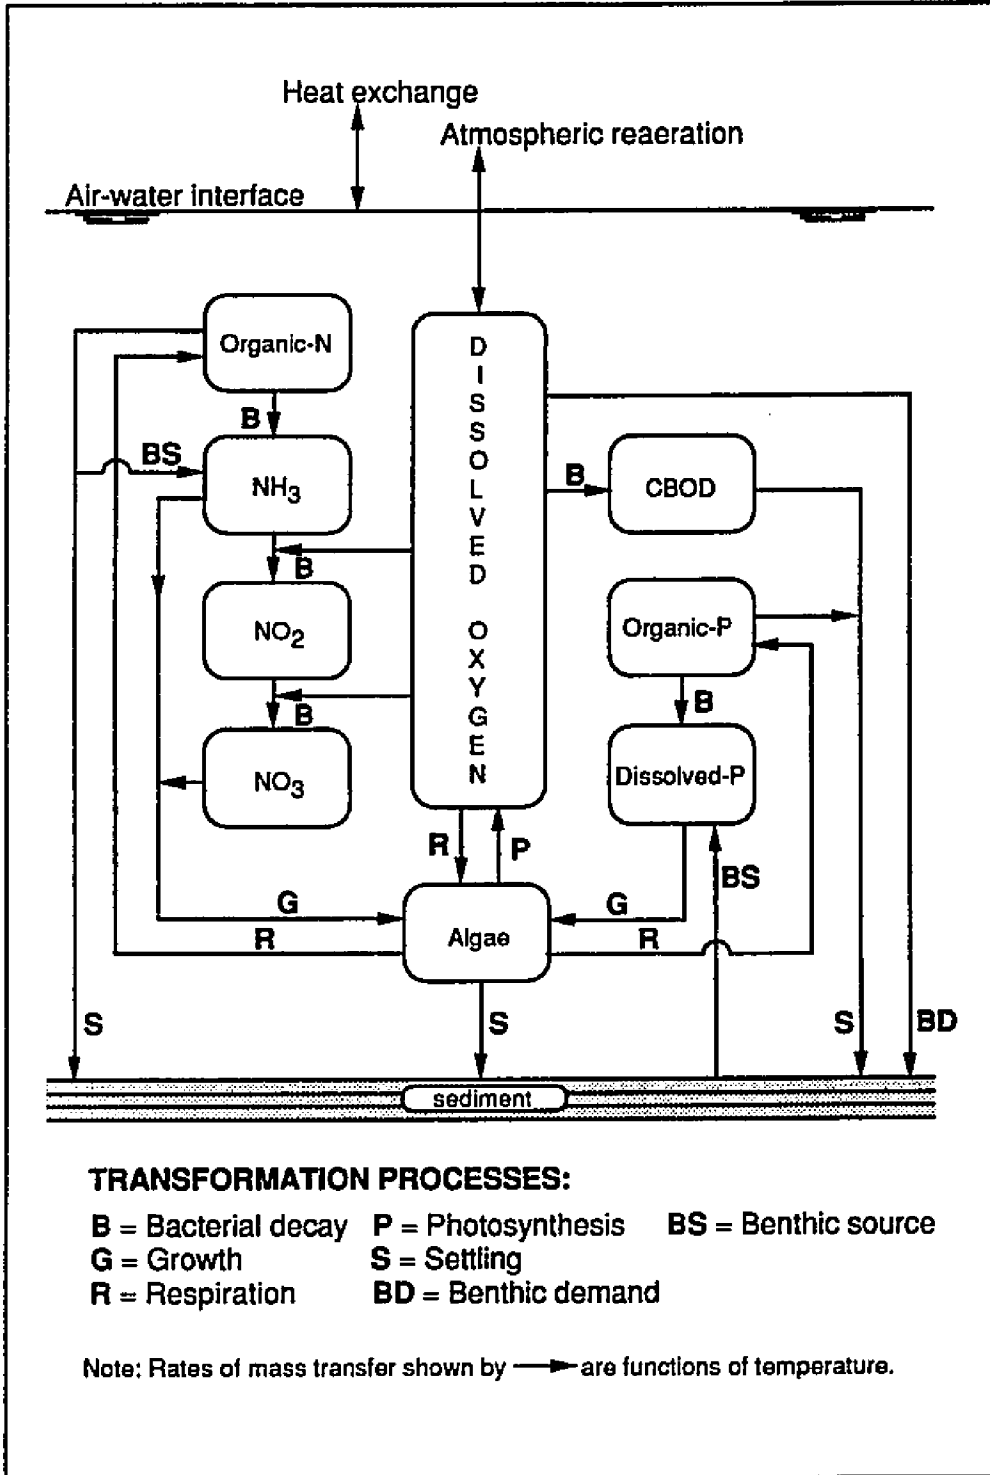 Heat exchange
Atmospheric reaeration
Air-water interface
Organic-N
B
BS
NH3
B
NO2
B
NO3
DISSOLVED OXYGEN
B
CBOD
Organic-P
B
Dissolved-P
R
P
BS
G
G
Algae
R
R
S
S
S
BD
sediment
TRANSFORMATION PROCESSES:
B = Bacterial decay P = Photosynthesis BS = Benthic source
G = Growth S = Settling
R = Respiration BD = Benthic demand
Note: Rates of mass transfer shown by → are functions of temperature.